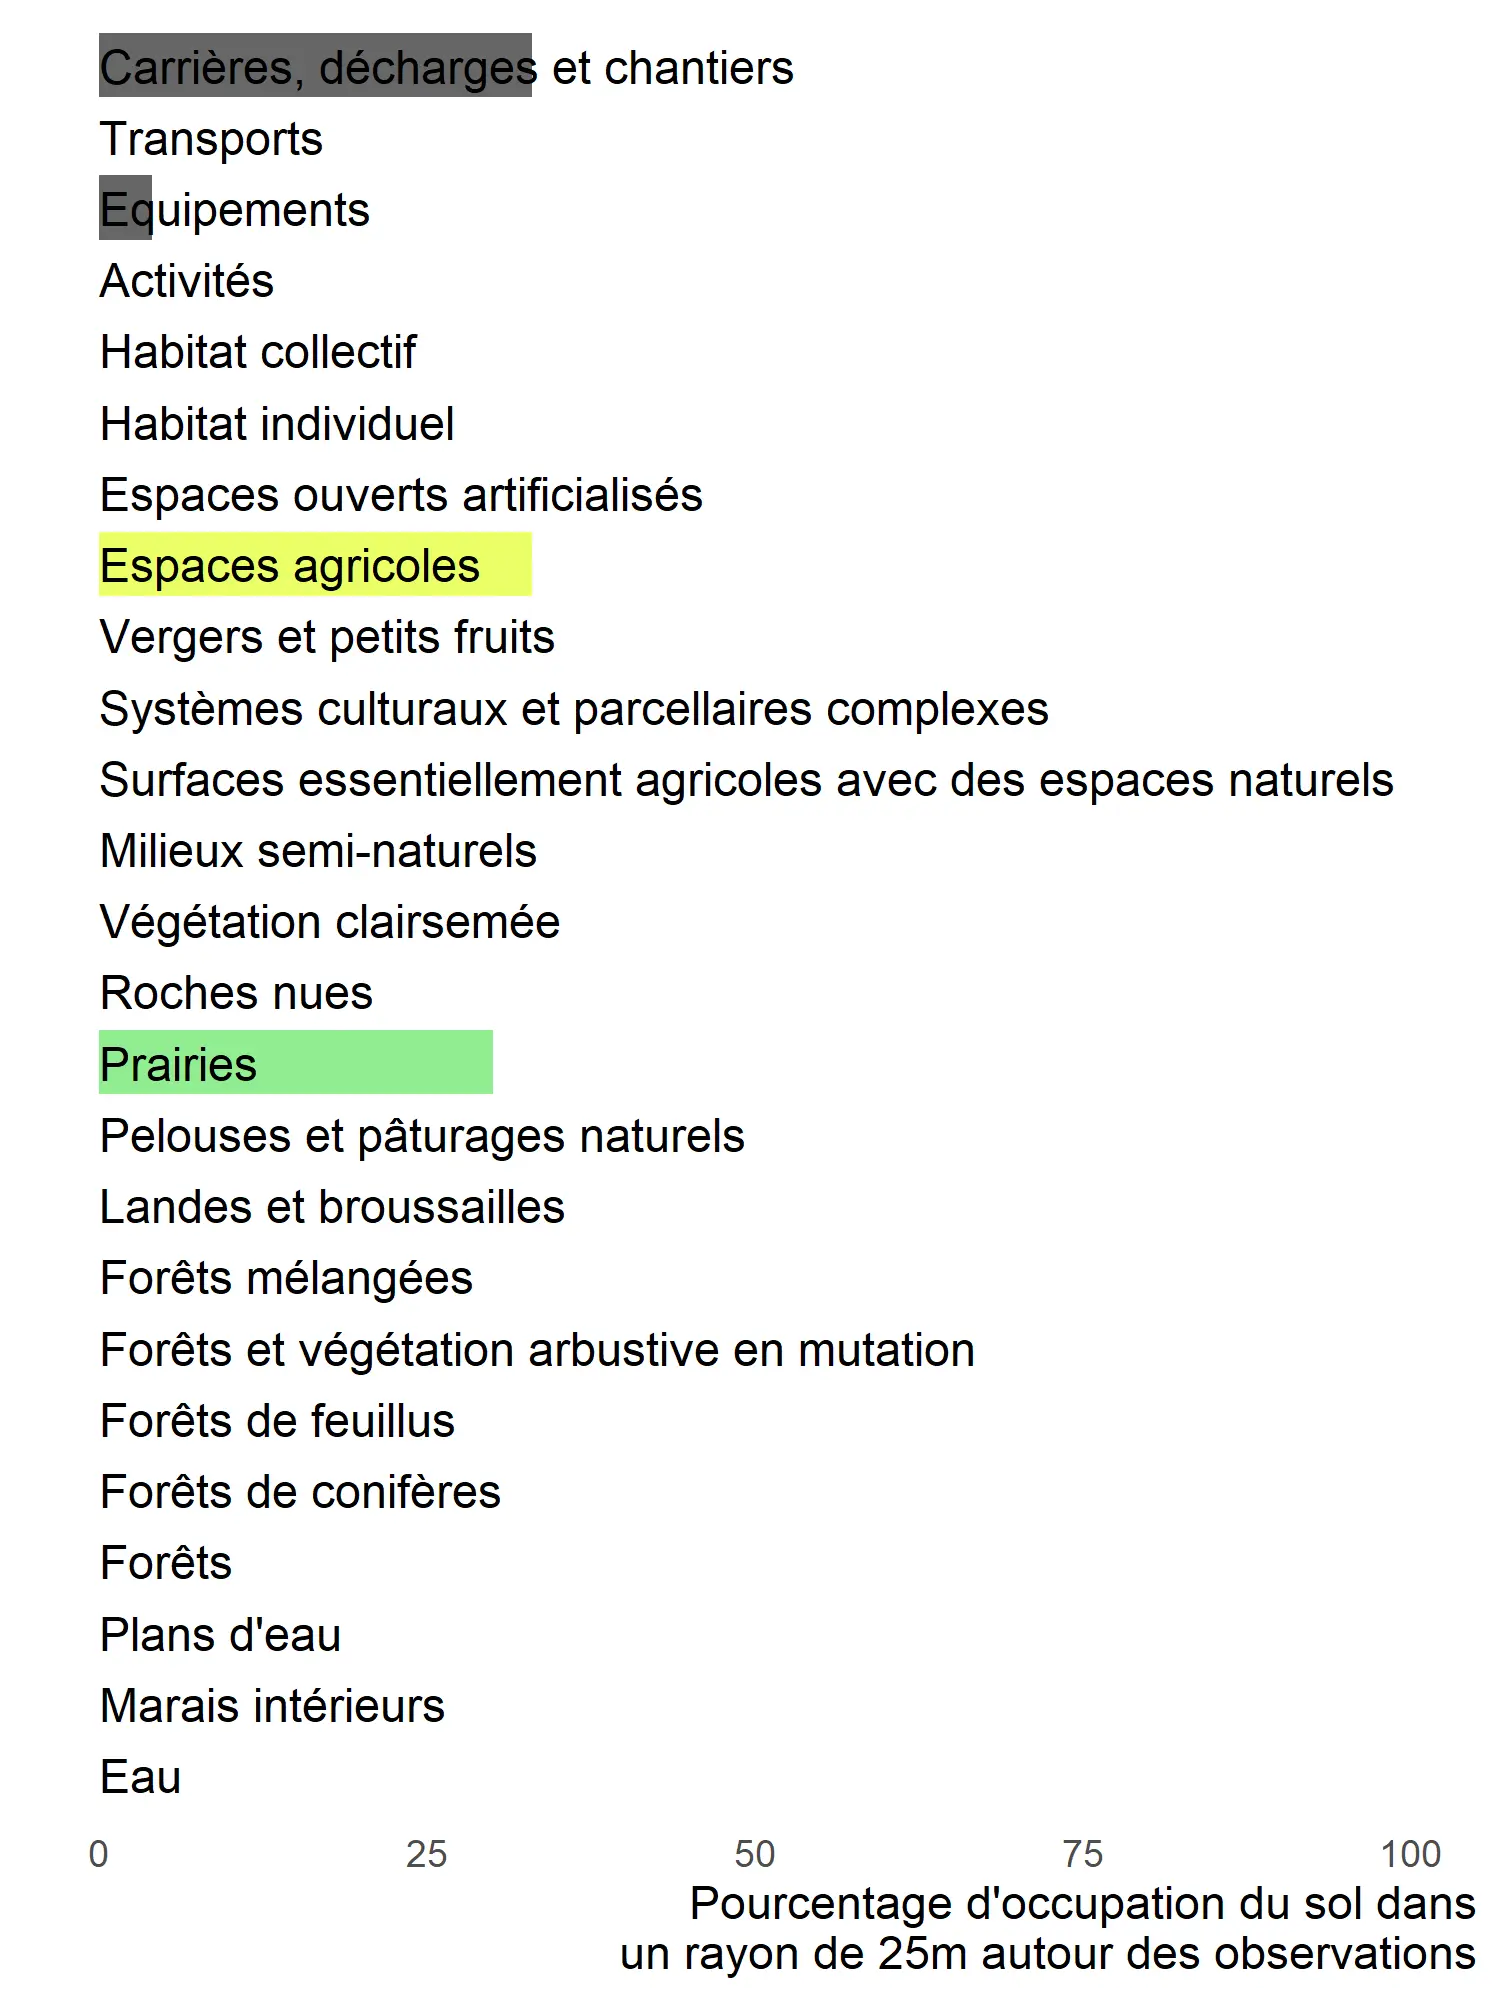 Carrières, décharges et chantiers
Transports
Equipements
Activités
Habitat collectif
Habitat individuel
Espaces ouverts artificialisés
Espaces agricoles
Vergers et petits fruits
Systèmes culturaux et parcellaires complexes
Surfaces essentiellement agricoles avec des espaces naturels
Milieux semi-naturels
Végétation clairsemée
Roches nues
Prairies
Pelouses et pâturages naturels
Landes et broussailles
Forêts mélangées
Forêts et végétation arbustive en mutation
Forêts de feuillus
Forêts de conifères
Forêts
Plans d'eau
Marais intérieurs
Eau
0 25 50 75 100
Pourcentage d'occupation du sol dans
un rayon de 25m autour des observations